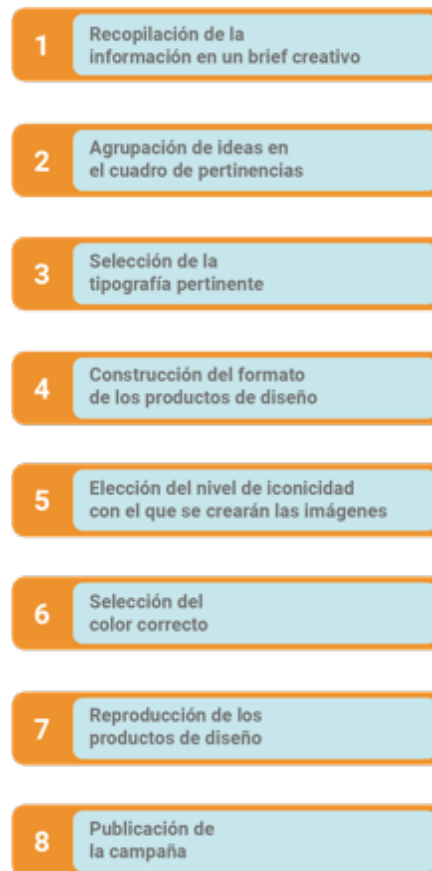 1
Recopilación de la
información en un brief creativo
2
Agrupación de ideas en
el cuadro de pertinencias
3
Selección de la
tipografía pertinente
4
Construcción del formato
de los productos de diseño
5
Elección del nivel de iconicidad
con el que se crearán las imágenes
6
Selección del
color correcto
7
Reproducción de los
productos de diseño
8
Publicación de
la campaña